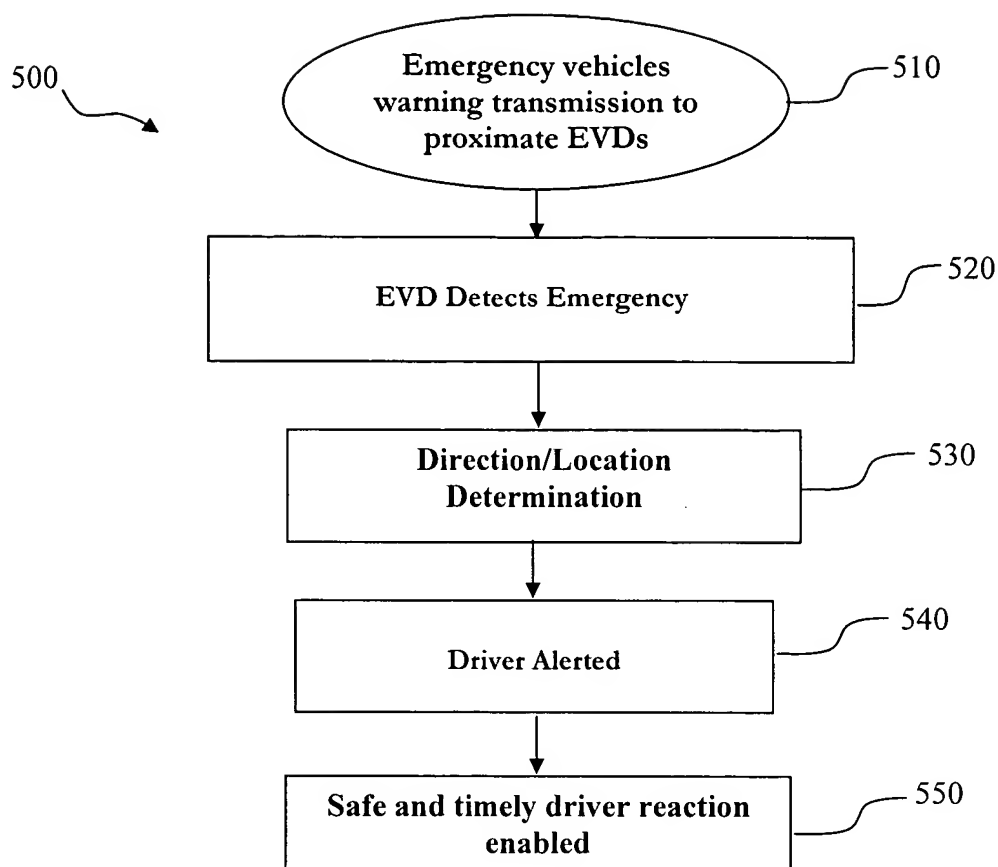 500
Emergency vehicles
warning transmission to
proximate EVDs
510
EVD Detects Emergency
520
Direction/Location
Determination
530
Driver Alerted
540
Safe and timely driver reaction
enabled
550